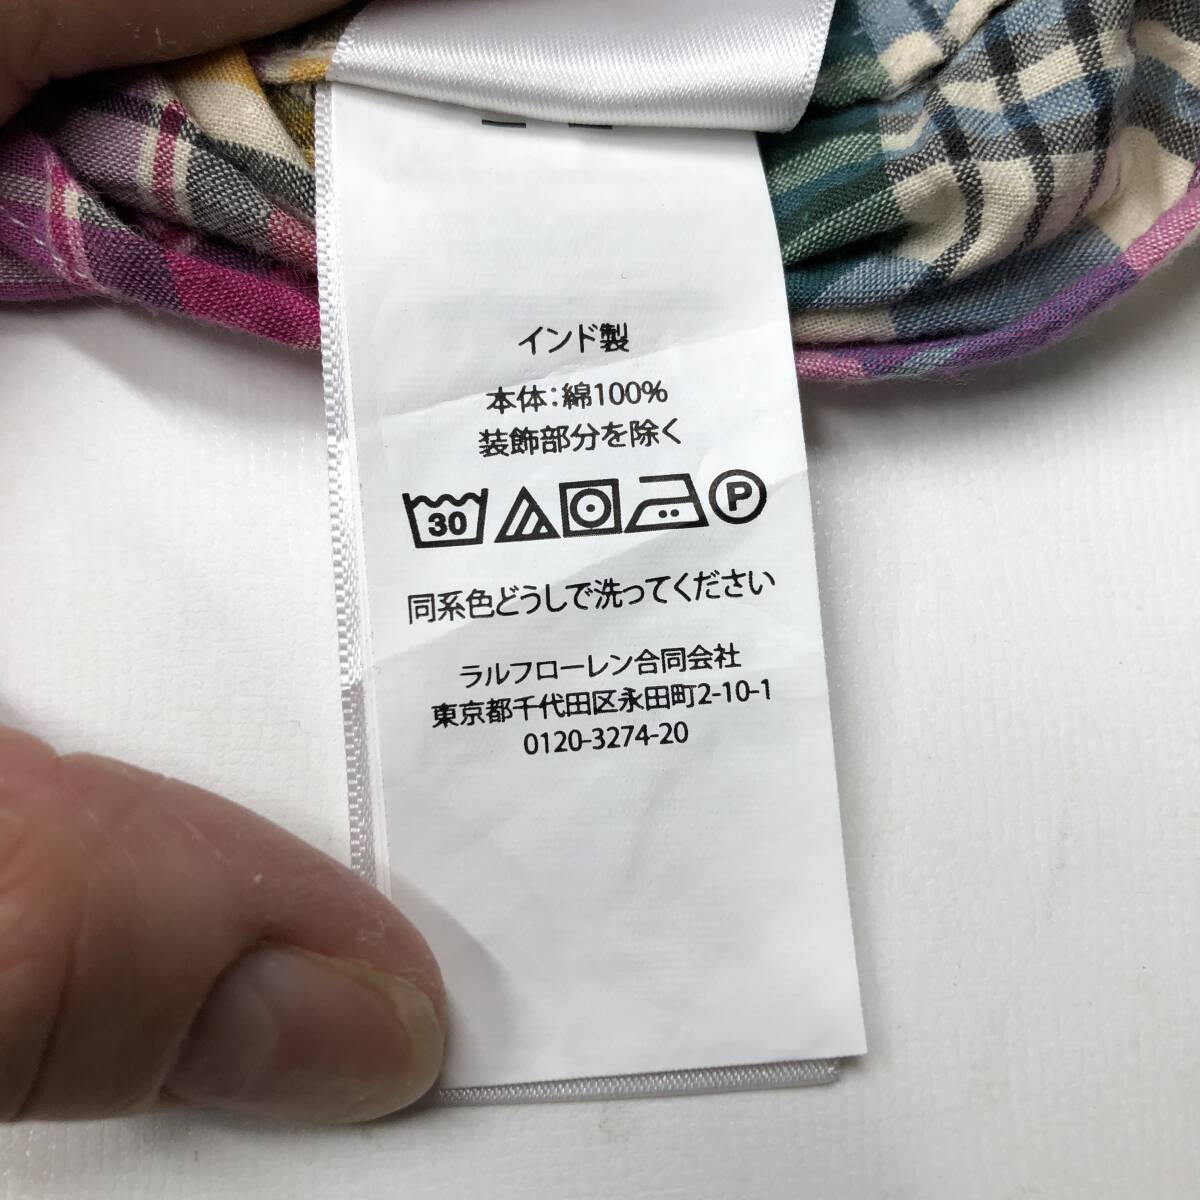 インド製
本体:綿100%
装飾部分を除く
30 P
同系色どうしで洗ってください
ラルフローレン合同会社
東京都千代田区永田町2-10-1
0120-3274-20